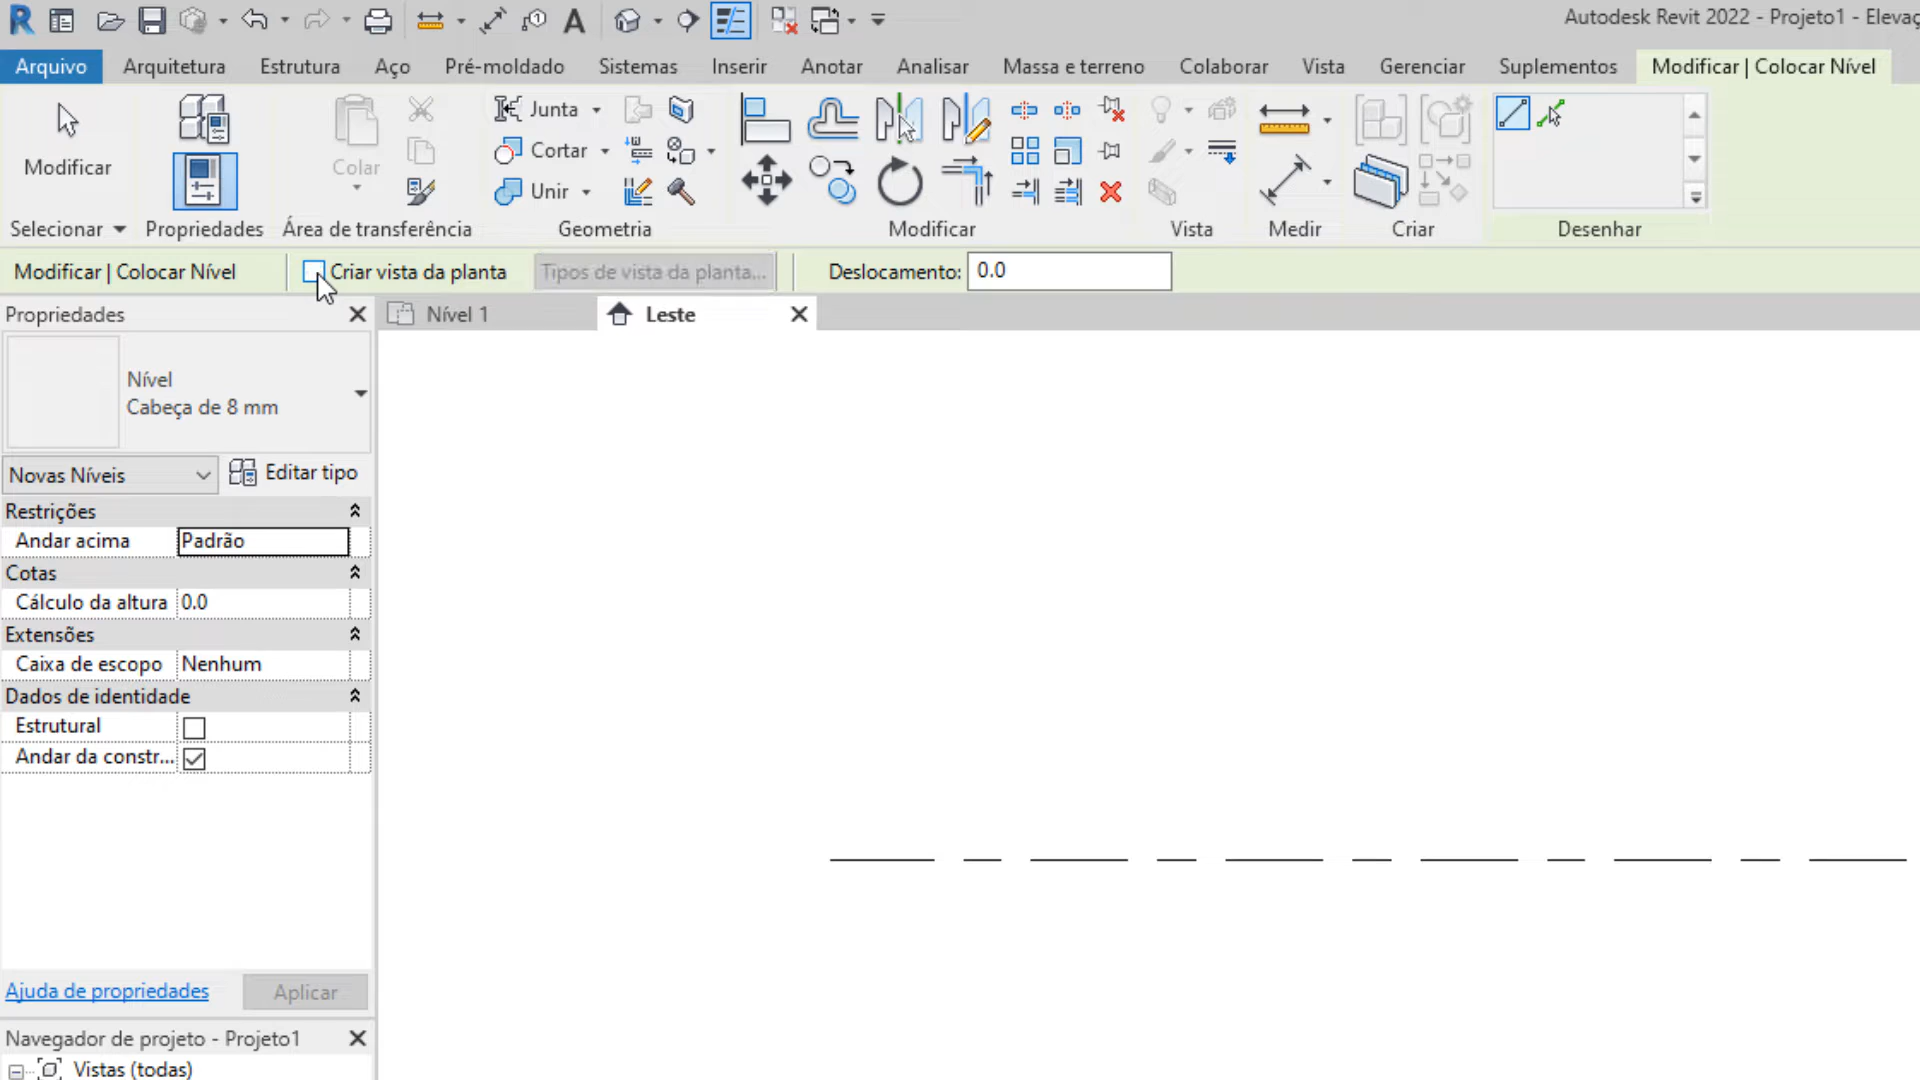 Autodesk Revit 2022 - Projeto1 - Elevaç
Arquivo Arquitetura Estrutura Aço Pré-moldado Sistemas Inserir Anotar Analisar Massa e terreno Colaborar Vista Gerenciar Suplementos Modificar | Colocar Nível
Modificar
Colar
Junta
Cortar
Unir
Selecionar Propriedades Área de transferência Geometria Modificar Vista Medir Criar Desenhar
Modificar | Colocar Nível Criar vista da planta Tipos de vista da planta... Deslocamento: 0.0
Propriedades
Nível 1 Leste
Nível
Cabeça de 8 mm
Novas Níveis Editar tipo
Restrições
Andar acima Padrão
Cotas
Cálculo da altura 0.0
Extensões
Caixa de escopo Nenhum
Dados de identidade
Estrutural
Andar da constr...
Ajuda de propriedades Aplicar
Navegador de projeto - Projeto1
Vistas (todas)